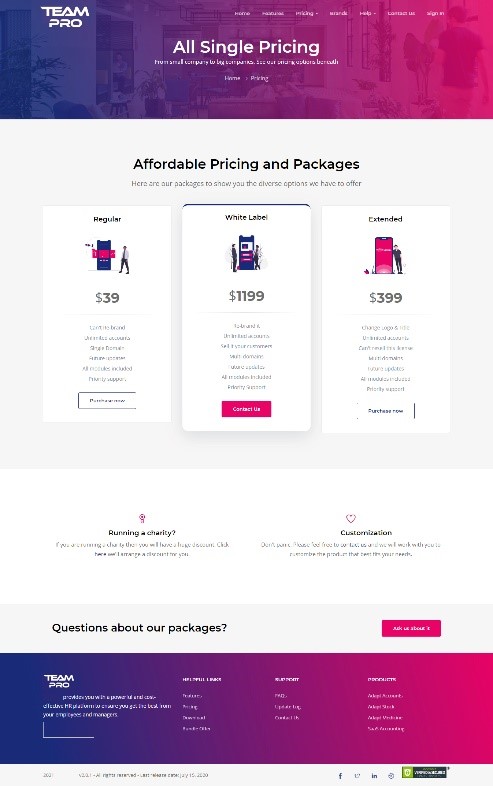 TEAM
PRO
Home Features Pricing Brands Help Contact Us Sign In
All Single Pricing
From small company to big companies. See our pricing options beneath
Home Pricing
Affordable Pricing and Packages
Here are our packages to show you the diverse options we have to offer
Regular
$39
Can't Re-brand
Unlimited accounts
Single Domain
Future updates
All modules included
Priority support
Purchase now
White Label
$1199
Re-brand it
Unlimited accounts
Sell it your customers
Multi domains
Future updates
All modules included
Priority Support
Contact Us
Extended
$399
Change Logo & Title
Unlimited accounts
Can't resell this license
Multi domains
Future updates
All modules included
Priority support
Purchase now
Running a charity?
If you are running a charity then you will have a huge discount. Click
here we'll arrange a discount for you.
Customization
Don't panic. Please feel free to contact us and we will work with you to
customize the product that best fits your needs.
Questions about our packages?
Ask us about it
TEAM
PRO
provides you with a powerful and cost-
effective HR platform to ensure you get the best from
your employees and managers.
HELPFUL LINKS
Features
Pricing
Download
Bundle Offer
SUPPORT
FAQs
Update Log
Contact Us
PRODUCTS
Adapt Accounts
Adapt Stock
Adapt Medicine
SaaS Accounting
2021 • All rights reserved • Last release date: July 15, 2020